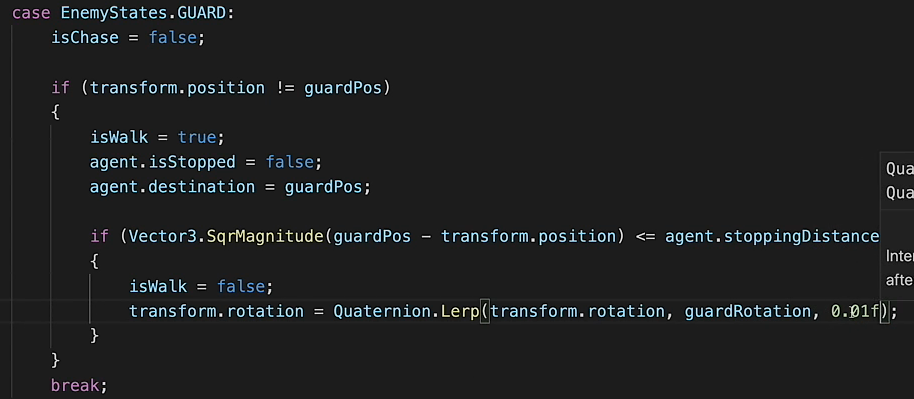 case EnemyStates.GUARD:
isChase = false;
if (transform.position != guardPos)
{
isWalk = true;
agent.isStopped = false;
agent.destination = guardPos;
if (Vector3.SqrMagnitude(guardPos - transform.position) <= agent.stoppingDistance
{
isWalk = false;
transform.rotation = Quaternion.Lerp(transform.rotation, guardRotation, 0.01f);
}
}
break;
Qua
Qua
Inte
afte